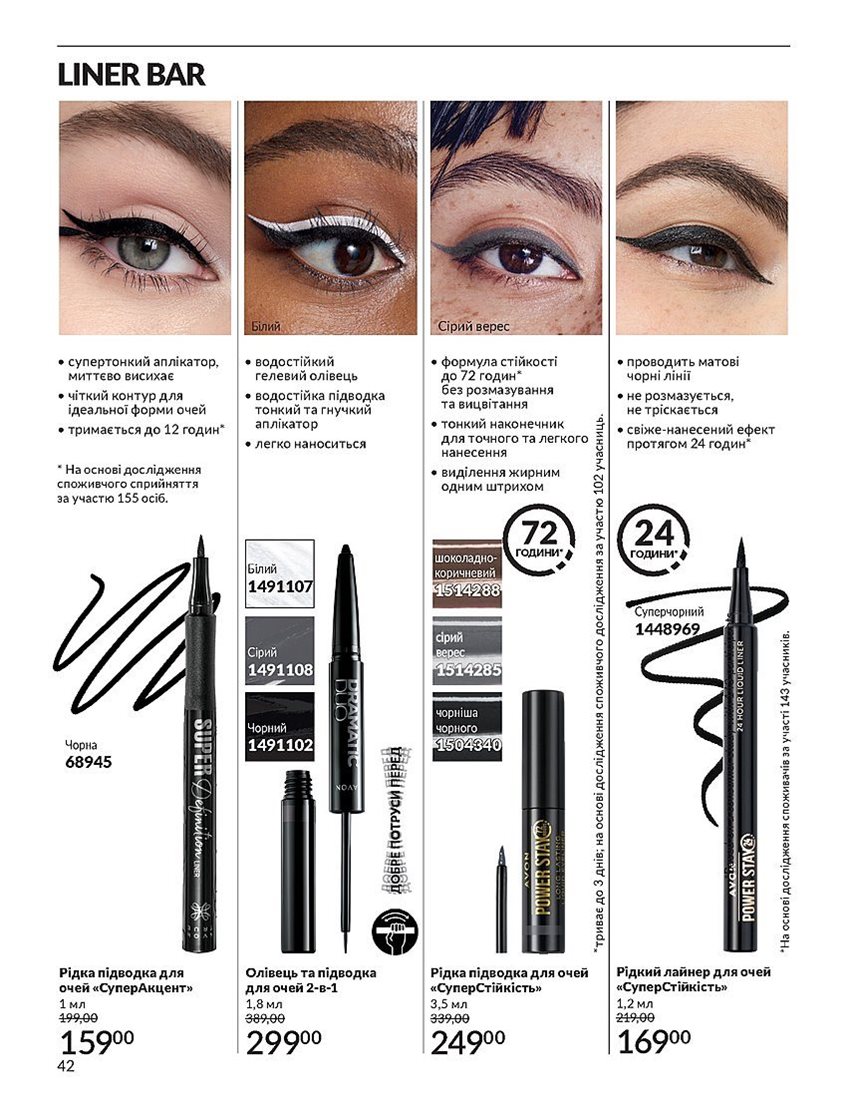 LINER BAR
Білий
Сірий верес
• супертонкий аплікатор,
миттєво висихає
• чіткий контур для
ідеальної форми очей
• тримається до 12 годин*
* На основі дослідження
споживчого сприйняття
за участю 155 осіб.
Чорна
68945
SUPER
Definition
LINER
Рідка підводка для
очей «СуперАкцент»
1 мл
199,00
15900
• водостійкий
гелевий олівець
• водостійка підводка
тонкий та гнучкий
аплікатор
• легко наноситься
Білий
1491107
Сірий
1491108
Чорний
1491102
DRAMATIC
DUO
AVON
ДОБРЕ ПОТРУСИ ПЕРЕД
Олівець та підводка
для очей 2-в-1
1,8 мл
389,00
29900
• формула стійкості
до 72 годин*
без розмазування
та вицвітання
• тонкий наконечник
для точного та легкого
нанесення
• виділення жирним
одним штрихом
72
ГОДИНИ*
шоколадно-
коричневий
1514288
сірий
верес
1514285
чорніша
чорного
1504340
AVON
POWER STAY
LONG LASTING
*триває до 3 днів; на основі дослідження споживчого дослідження за участю 102 учасниць.
Рідка підводка для очей
«СуперСтійкість»
3,5 мл
339,00
24900
• проводить матові
чорні лінії
• не розмазується,
не тріскається
• свіже-нанесений ефект
протягом 24 годин*
24
ГОДИНИ*
Суперчорний
1448969
24 HOUR LIQUID LINER
AVON
POWER STAY
*На основі дослідження споживачів за участі 143 учасників.
Рідкий лайнер для очей
«СуперСтійкість»
1,2 мл
219,00
16900
42